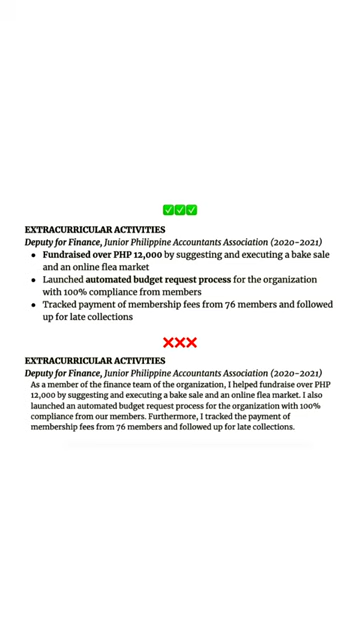 ✅✅✅
EXTRACURRICULAR ACTIVITIES
Deputy for Finance, Junior Philippine Accountants Association (2020-2021)
● Fundraised over PHP 12,000 by suggesting and executing a bake sale
and an online flea market
● Launched automated budget request process for the organization
with 100% compliance from members
● Tracked payment of membership fees from 76 members and followed
up for late collections
❌❌❌
EXTRACURRICULAR ACTIVITIES
Deputy for Finance, Junior Philippine Accountants Association (2020-2021)
As a member of the finance team of the organization, I helped fundraise over PHP
12,000 by suggesting and executing a bake sale and an online flea market. I also
launched an automated budget request process for the organization with 100%
compliance from our members. Furthermore, I tracked the payment of
membership fees from 76 members and followed up for late collections.